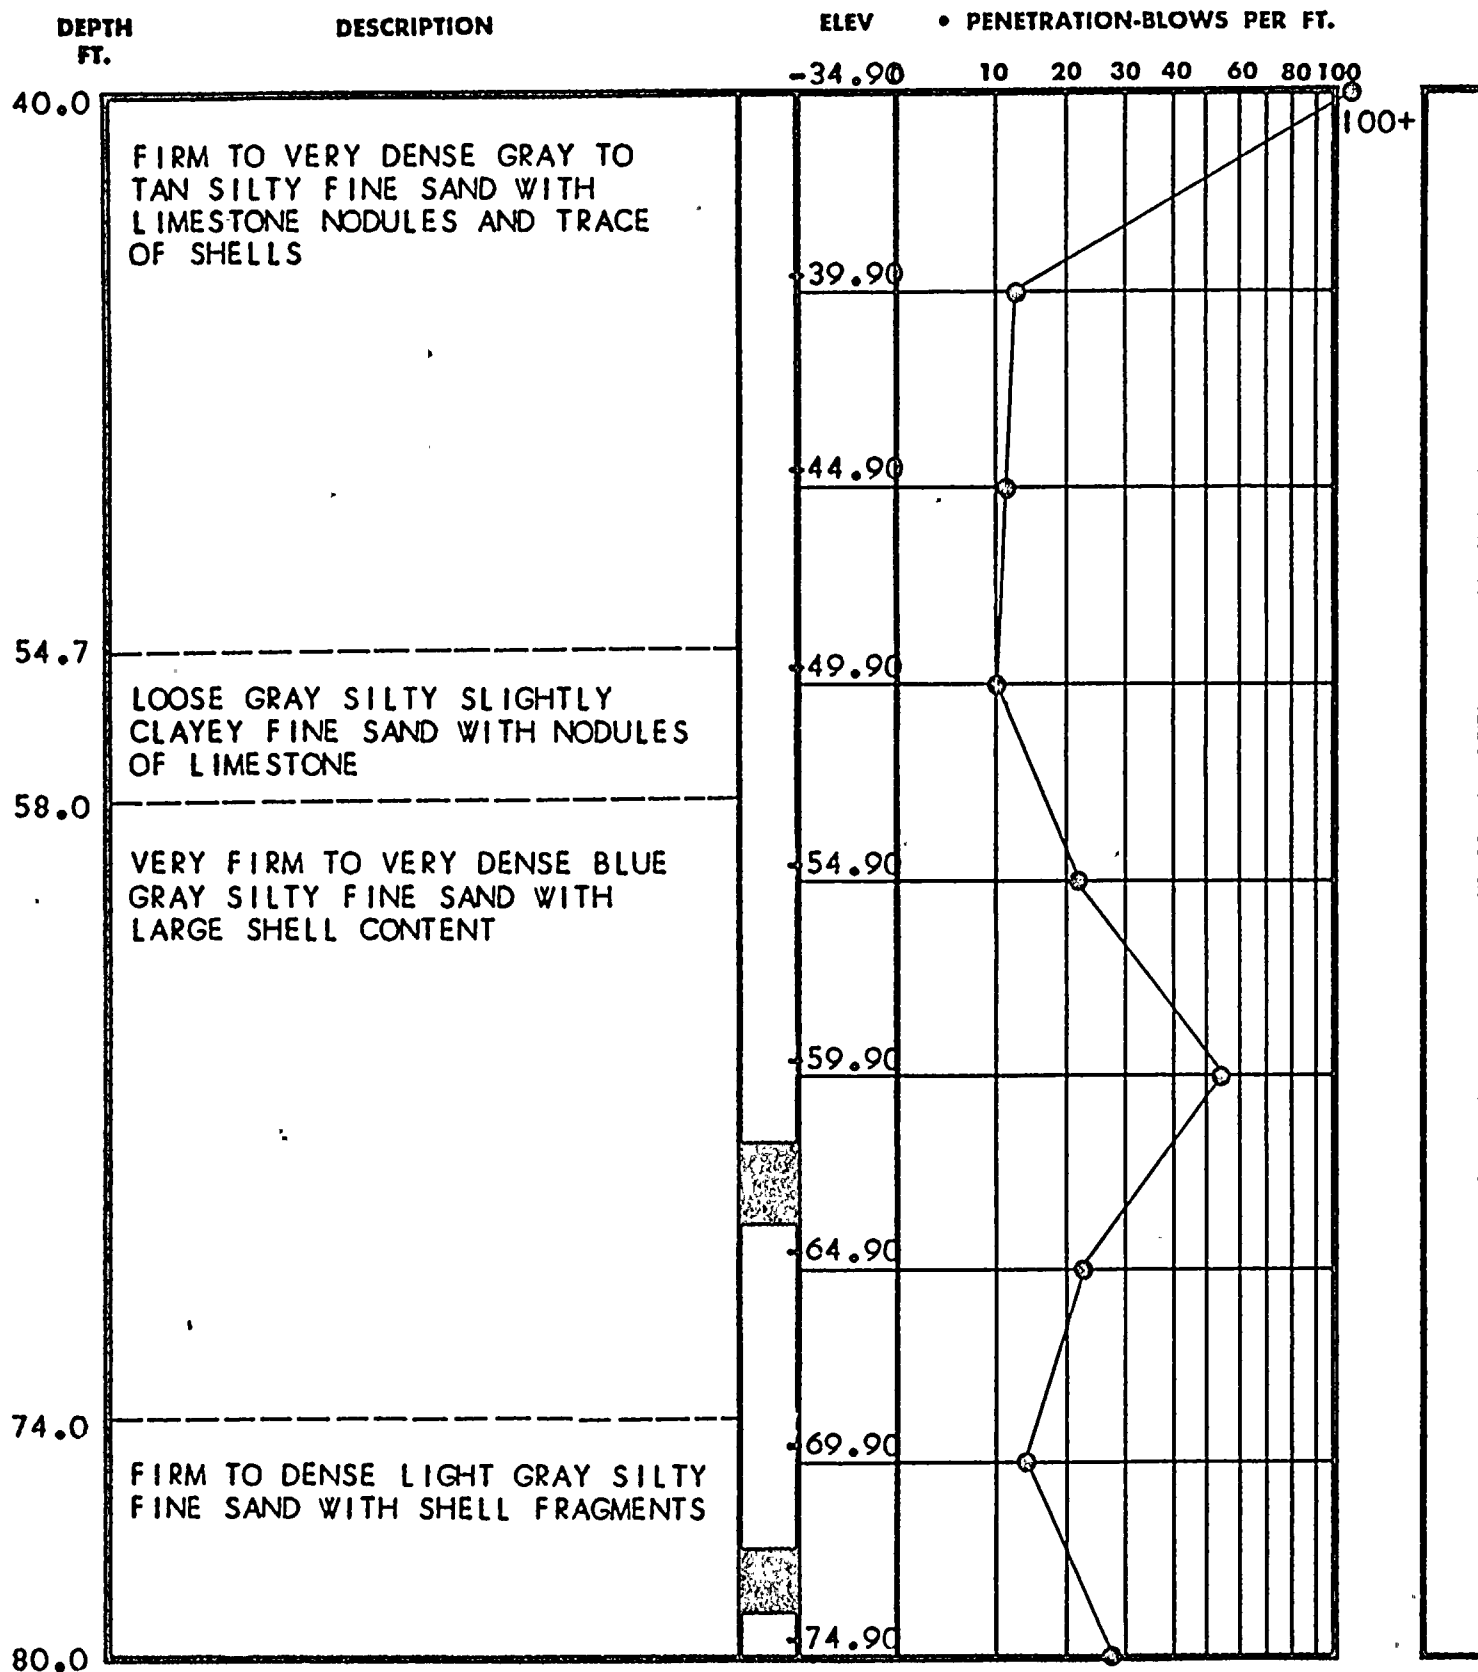 DEPTH FT. DESCRIPTION ELEV • PENETRATION-BLOWS PER FT.
-34.90 10 20 30 40 60 80 100
40.0
100+
FIRM TO VERY DENSE GRAY TO
TAN SILTY FINE SAND WITH
LIMESTONE NODULES AND TRACE
OF SHELLS
-39.90
-44.90
54.7
-49.90
LOOSE GRAY SILTY SLIGHTLY
CLAYEY FINE SAND WITH NODULES
OF LIMESTONE
58.0
VERY FIRM TO VERY DENSE BLUE
GRAY SILTY FINE SAND WITH
LARGE SHELL CONTENT
-54.90
-59.90
-64.90
74.0
-69.90
FIRM TO DENSE LIGHT GRAY SILTY
FINE SAND WITH SHELL FRAGMENTS
-74.90
80.0